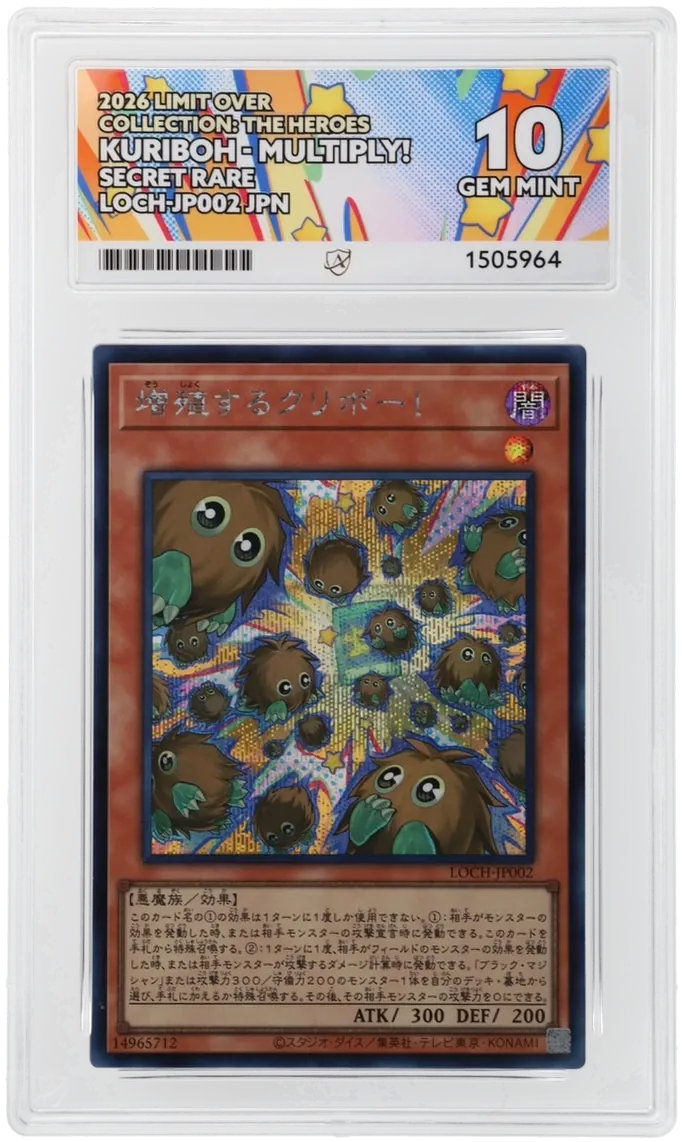 2026 LIMIT OVER
COLLECTION: THE HEROES
KURIBOH - MULTIPLY!
SECRET RARE
LOCH-JP002 JPN
10
GEM MINT
1505964
増殖するクリボー！
闇
LOCH-JP002
【悪魔族／効果】
このカード名の①の効果は1ターンに1度しか使用できない。①：相手がモンスターの
効果を発動した時、または相手モンスターの攻撃宣言時に発動できる。このカードを
手札から特殊召喚する。②：1ターンに1度、相手がフィールドのモンスターの効果を発動
した時、または相手モンスターが攻撃するダメージ計算時に発動できる。「ブラック・マジ
シャン」または攻撃力300／守備力200のモンスター1体を自分のデッキ・墓地から
選び、手札に加えるか特殊召喚する。その後、その相手モンスターの攻撃力を0にできる。
ATK/ 300 DEF/ 200
14965712
©スタジオ・ダイス／集英社・テレビ東京・KONAMI